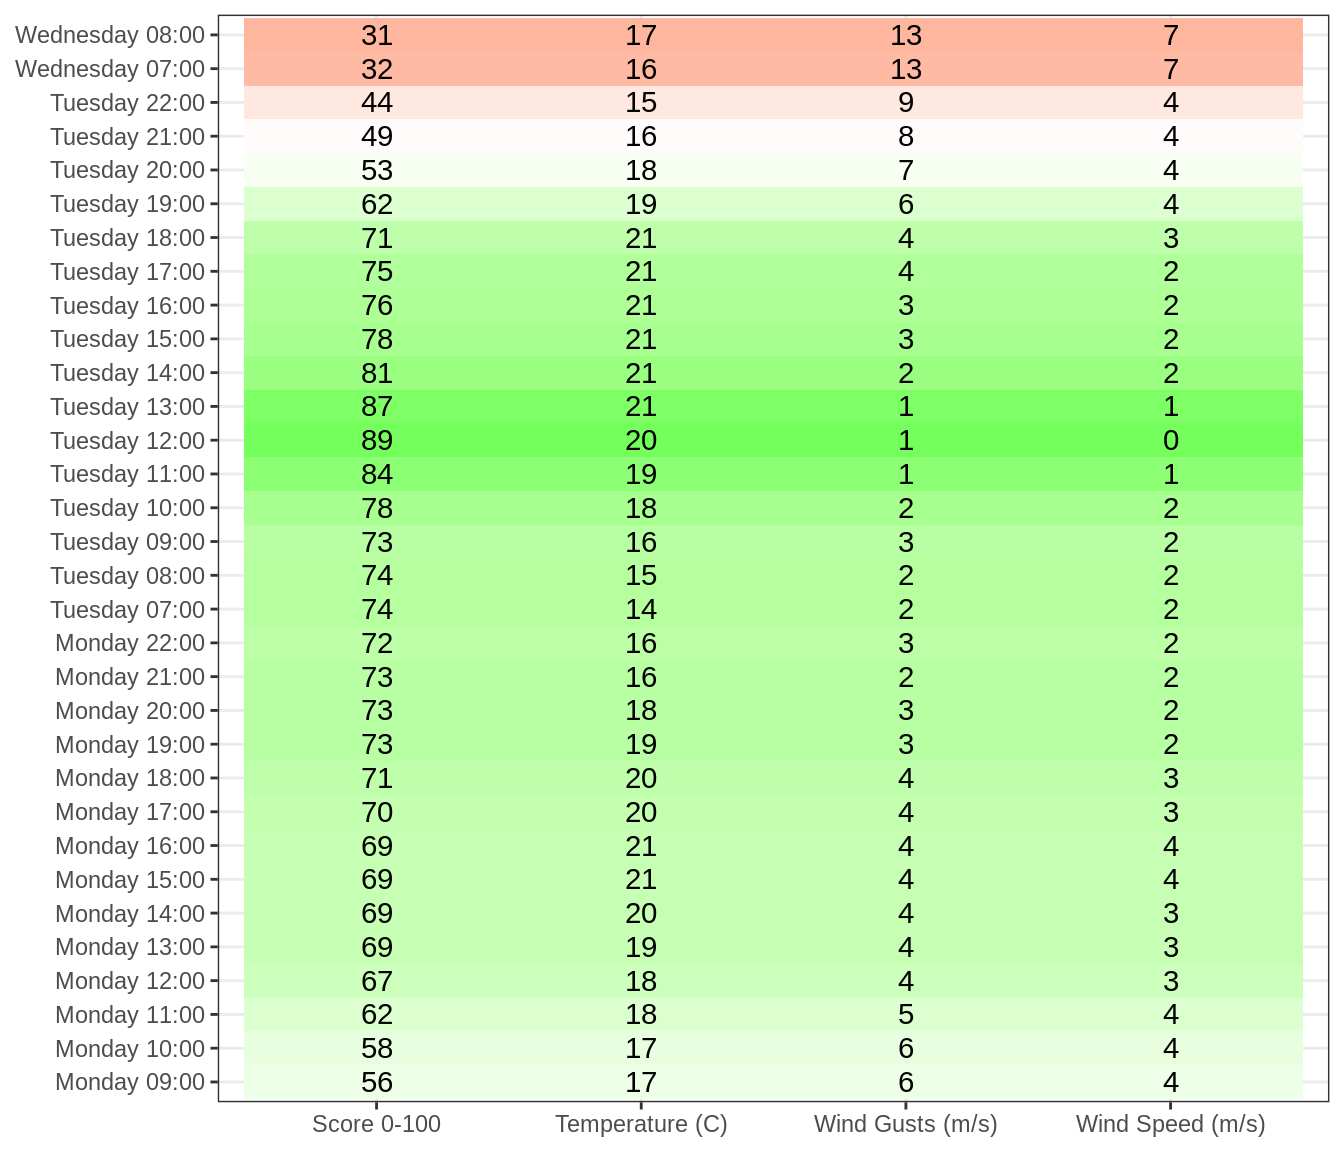 Wednesday 08:00 31 17 13 7
Wednesday 07:00 32 16 13 7
Tuesday 22:00 44 15 9 4
Tuesday 21:00 49 16 8 4
Tuesday 20:00 53 18 7 4
Tuesday 19:00 62 19 6 4
Tuesday 18:00 71 21 4 3
Tuesday 17:00 75 21 4 2
Tuesday 16:00 76 21 3 2
Tuesday 15:00 78 21 3 2
Tuesday 14:00 81 21 2 2
Tuesday 13:00 87 21 1 1
Tuesday 12:00 89 20 1 0
Tuesday 11:00 84 19 1 1
Tuesday 10:00 78 18 2 2
Tuesday 09:00 73 16 3 2
Tuesday 08:00 74 15 2 2
Tuesday 07:00 74 14 2 2
Monday 22:00 72 16 3 2
Monday 21:00 73 16 2 2
Monday 20:00 73 18 3 2
Monday 19:00 73 19 3 2
Monday 18:00 71 20 4 3
Monday 17:00 70 20 4 3
Monday 16:00 69 21 4 4
Monday 15:00 69 21 4 4
Monday 14:00 69 20 4 3
Monday 13:00 69 19 4 3
Monday 12:00 67 18 4 3
Monday 11:00 62 18 5 4
Monday 10:00 58 17 6 4
Monday 09:00 56 17 6 4
Score 0-100 Temperature (C) Wind Gusts (m/s) Wind Speed (m/s)